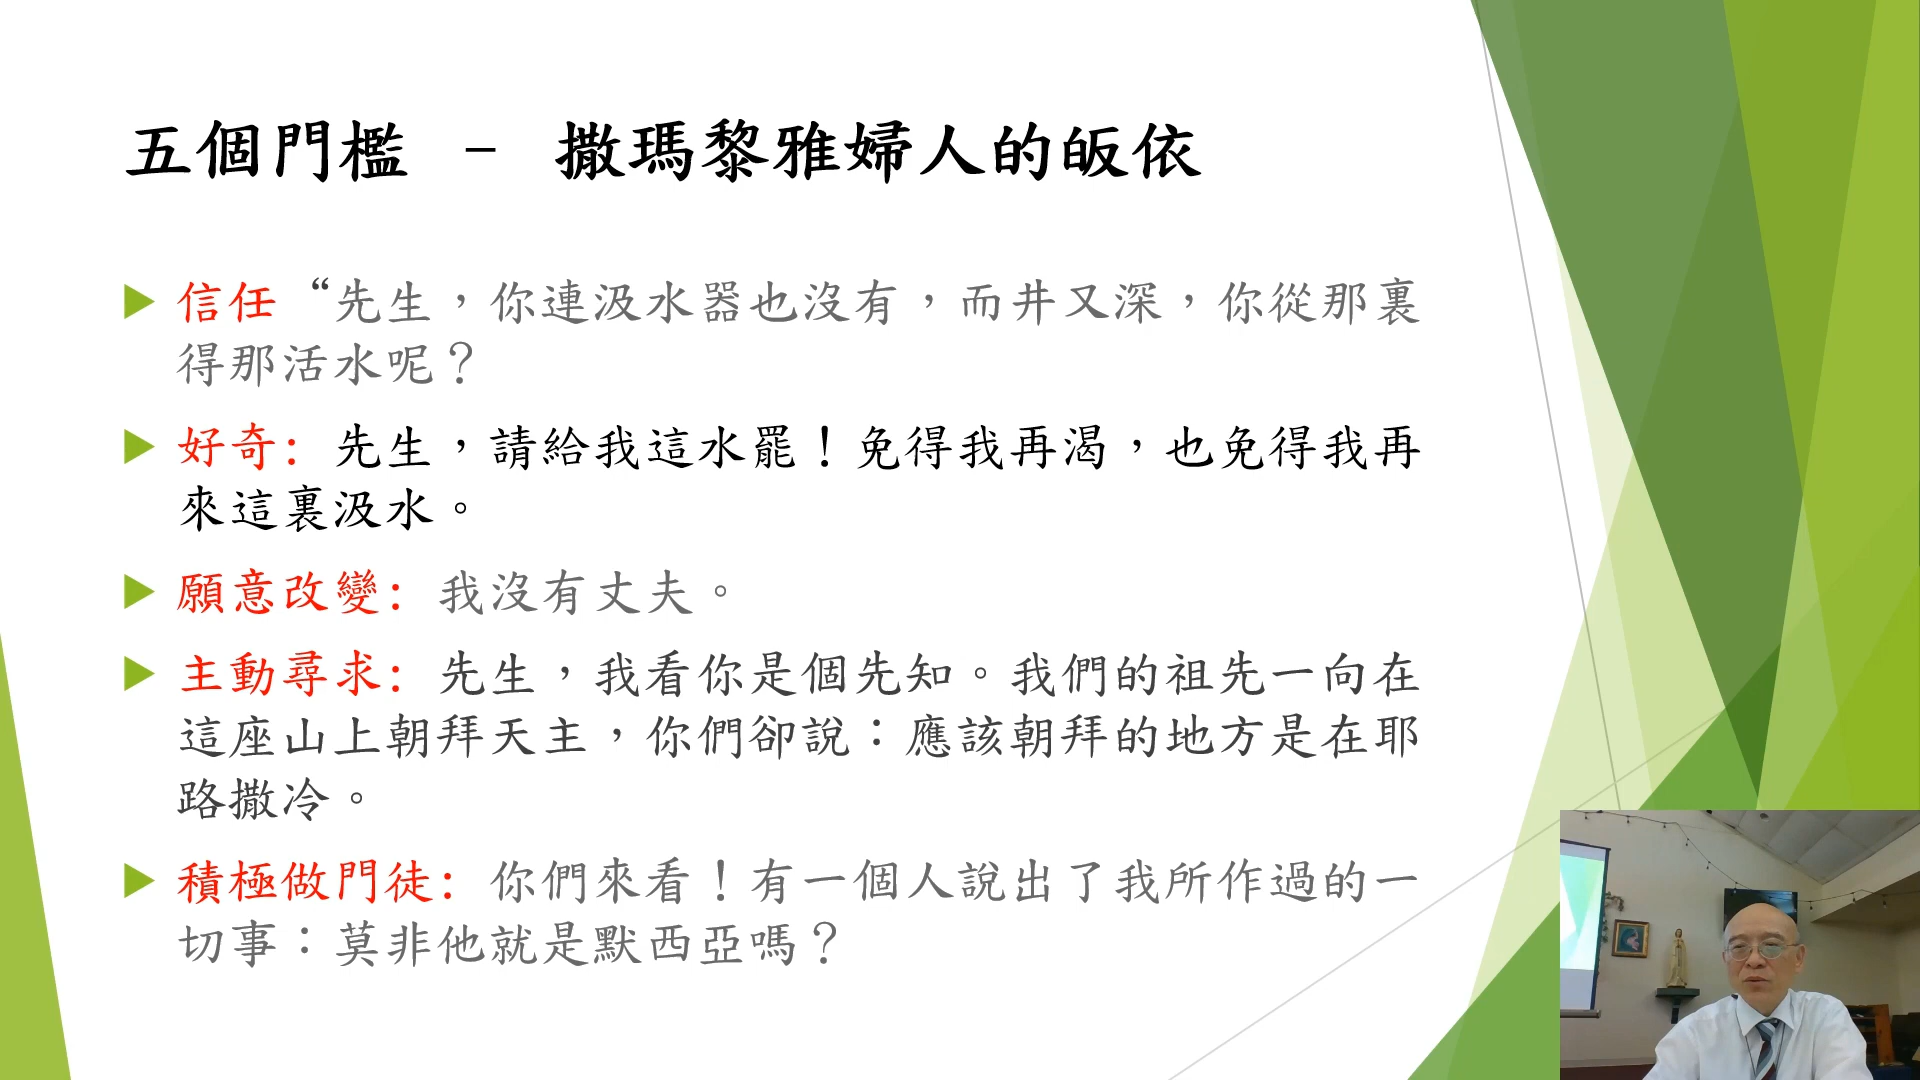 五個門檻 - 撒瑪黎雅婦人的皈依
信任“先生，你連汲水器也沒有，而井又深，你從那裏
得那活水呢？
好奇: 先生，請給我這水罷！免得我再渴，也免得我再
來這裏汲水。
願意改變: 我沒有丈夫。
主動尋求: 先生，我看你是個先知。我們的祖先一向在
這座山上朝拜天主，你們卻說：應該朝拜的地方是在耶
路撒冷。
積極做門徒: 你們來看！有一個人說出了我所作過的一
切事：莫非他就是默西亞嗎？